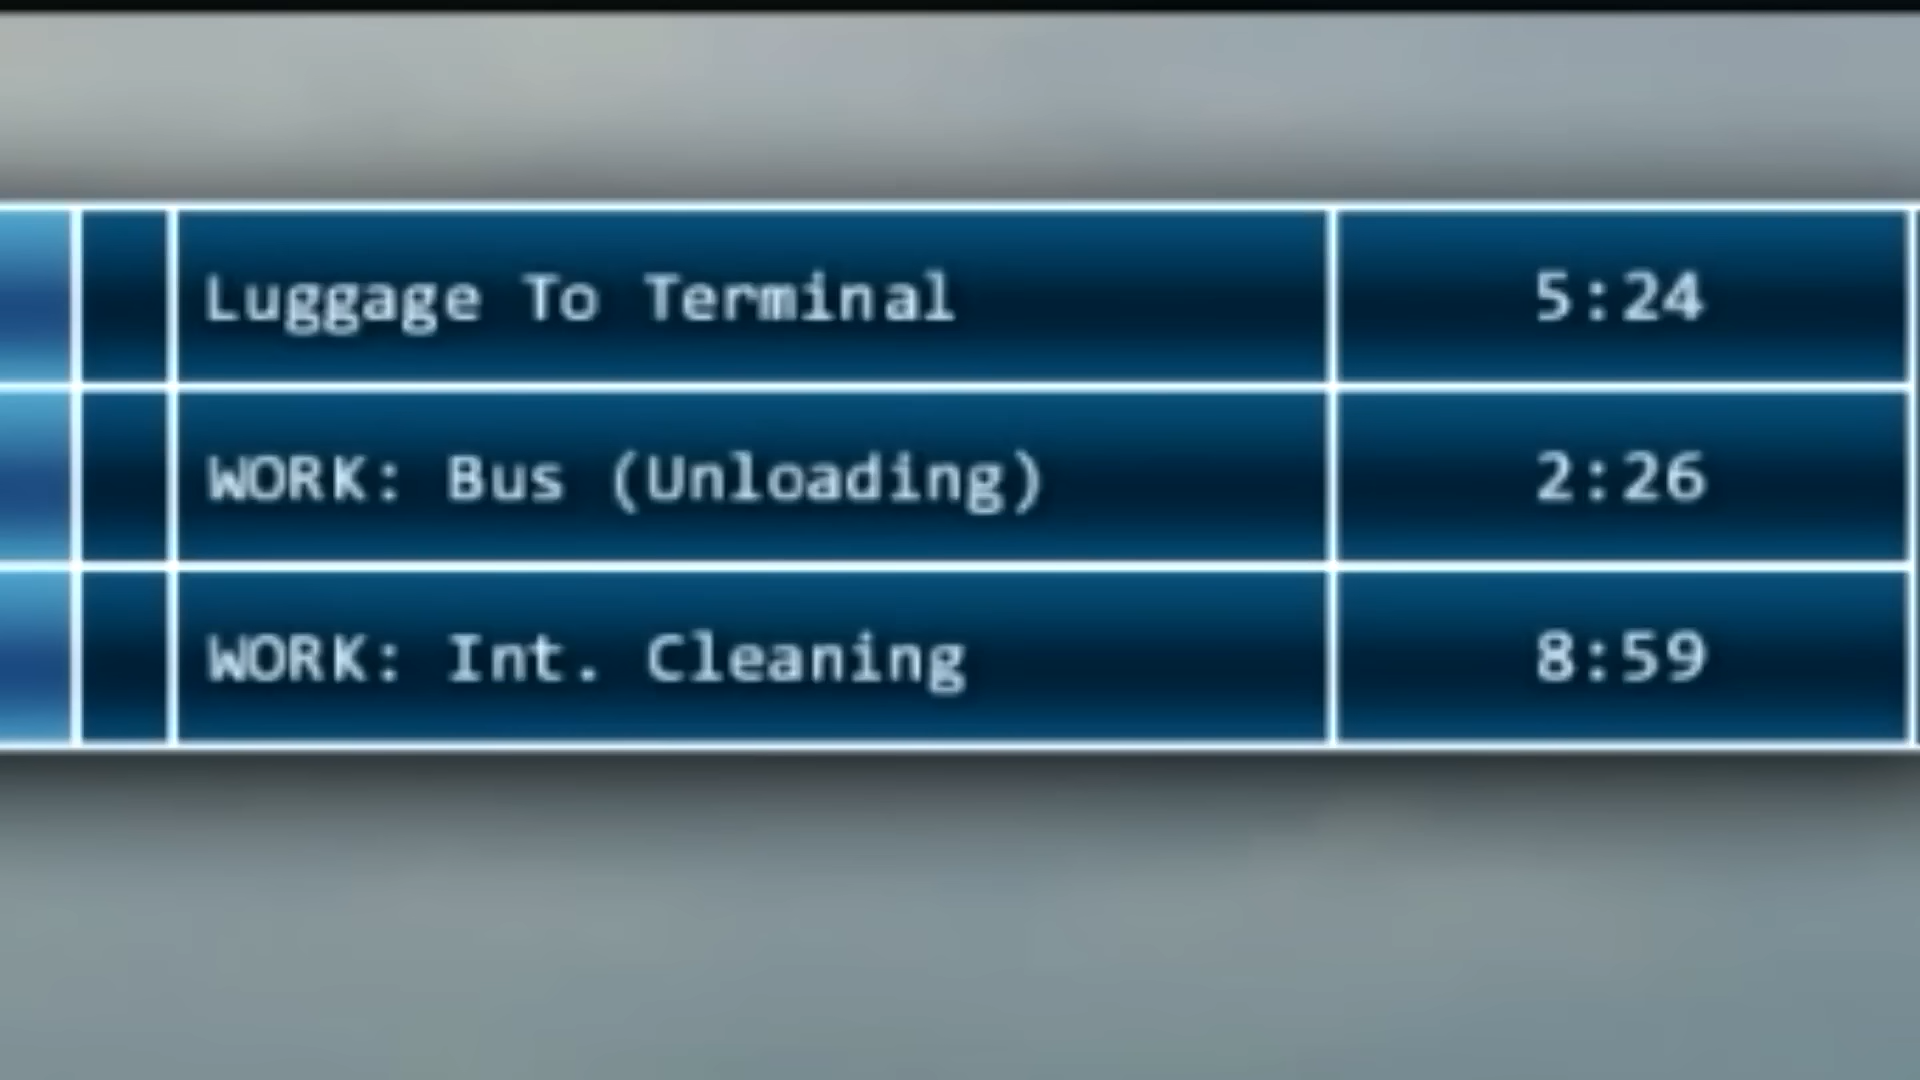 Luggage To Terminal 5:24
WORK: Bus (Unloading) 2:26
WORK: Int. Cleaning 8:59